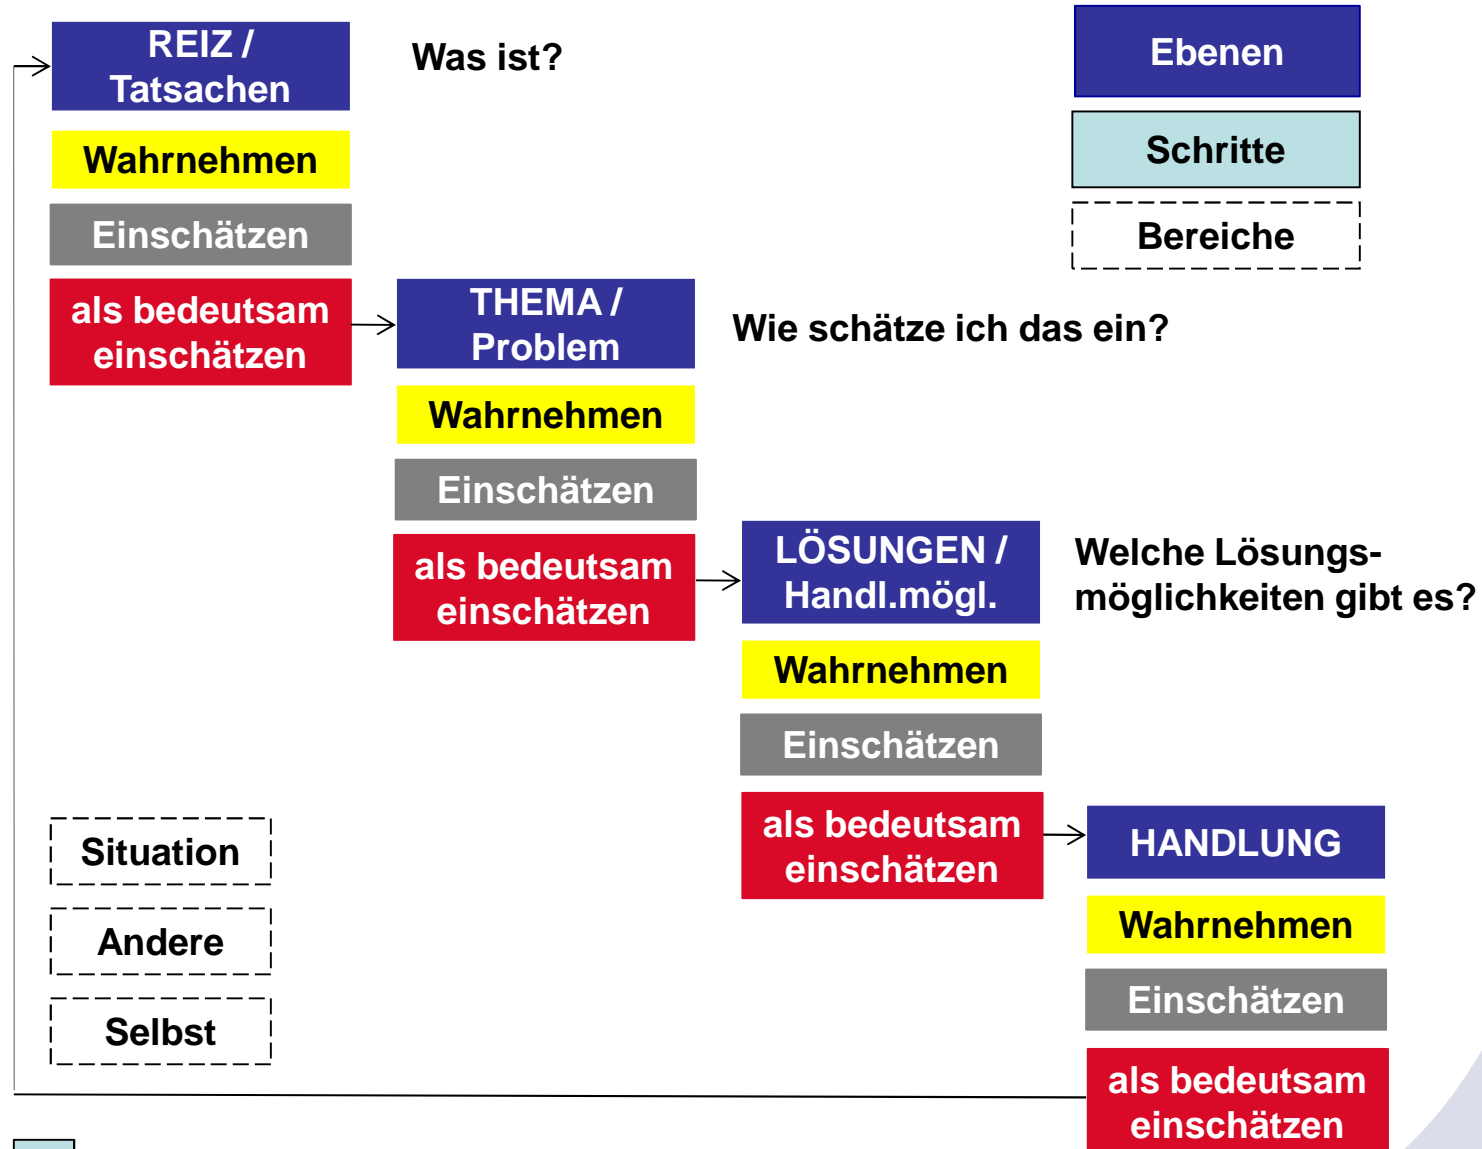 REIZ /
Tatsachen
Was ist?
Ebenen
Schritte
Bereiche
Wahrnehmen
Einschätzen
als bedeutsam
einschätzen
THEMA /
Problem
Wie schätze ich das ein?
Wahrnehmen
Einschätzen
als bedeutsam
einschätzen
LÖSUNGEN /
Handl.mögl.
Welche Lösungs-
möglichkeiten gibt es?
Wahrnehmen
Einschätzen
als bedeutsam
einschätzen
HANDLUNG
Wahrnehmen
Einschätzen
als bedeutsam
einschätzen
Situation
Andere
Selbst